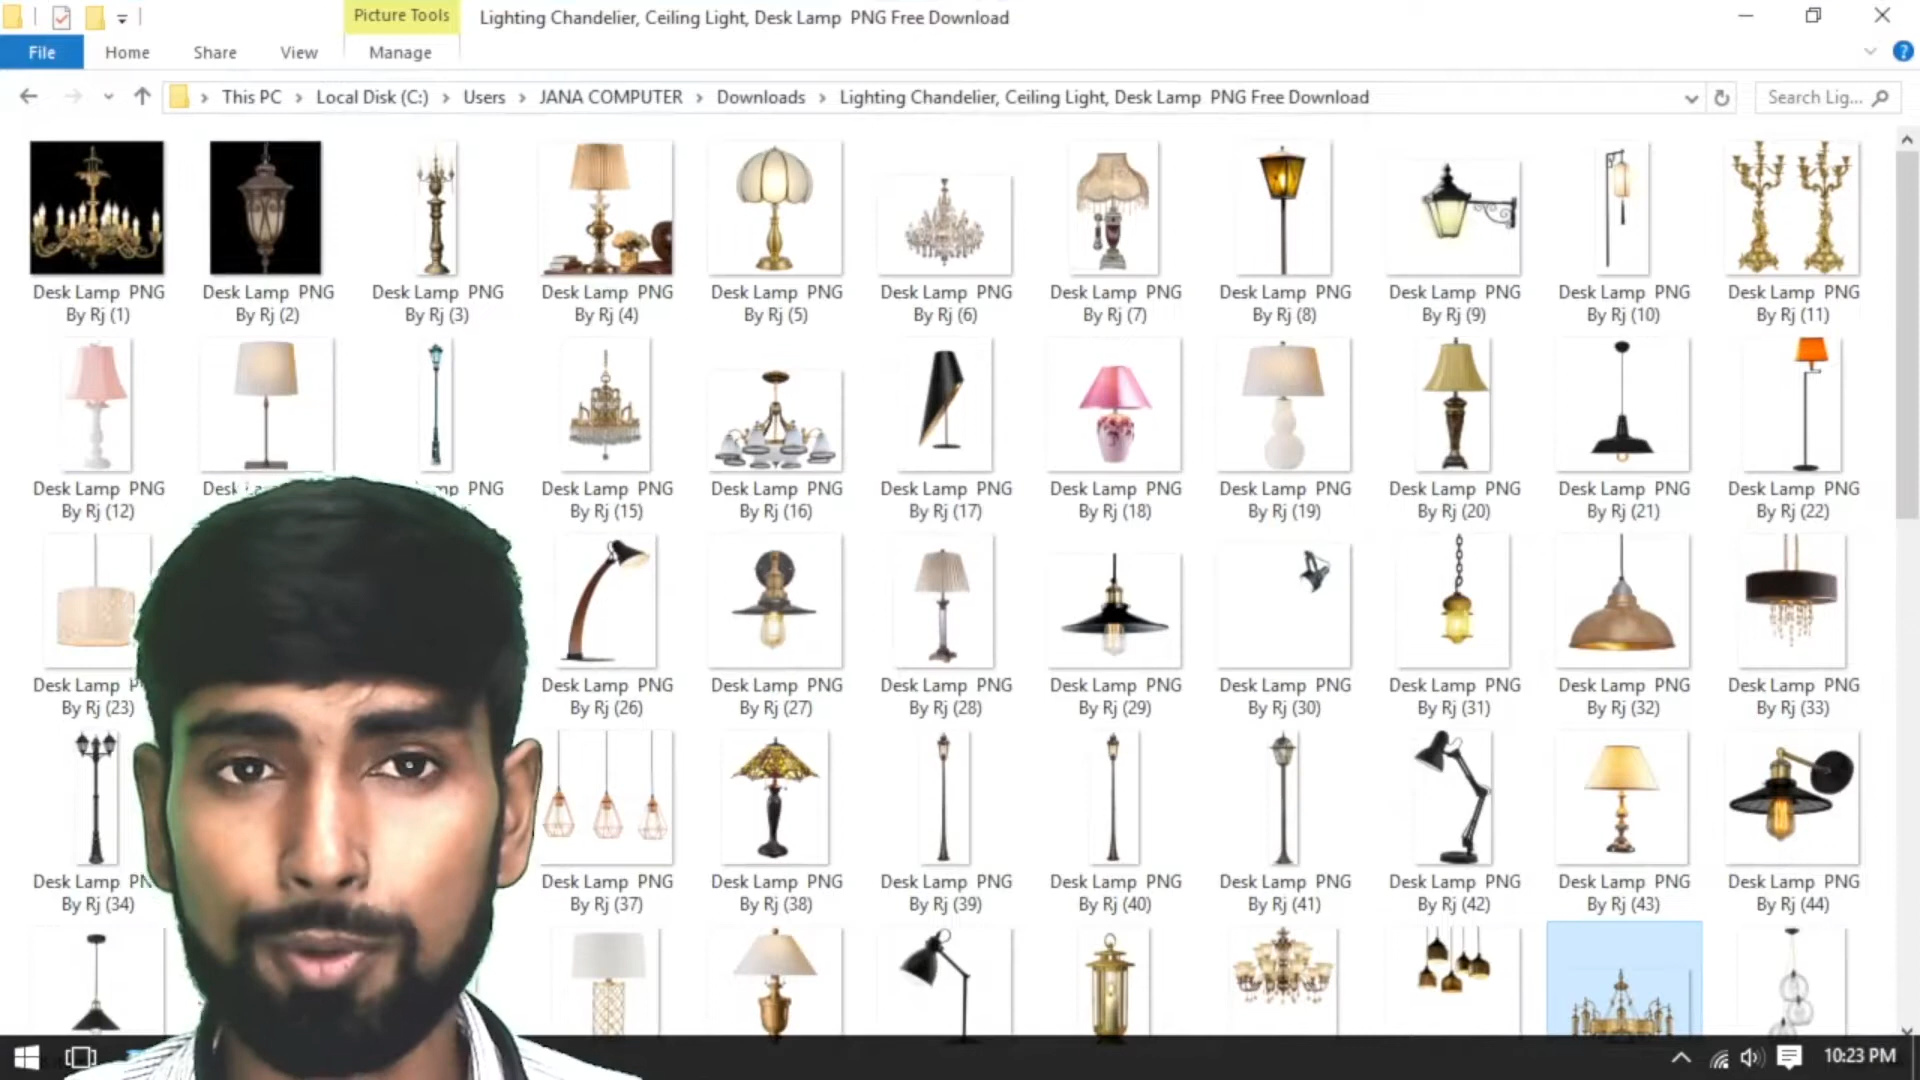 Picture Tools
Lighting Chandelier, Ceiling Light, Desk Lamp PNG Free Download
File Home Share View Manage
This PC Local Disk (C:) Users JANA COMPUTER Downloads Lighting Chandelier, Ceiling Light, Desk Lamp PNG Free Download
Search Lig...
Desk Lamp PNG Desk Lamp PNG Desk Lamp PNG Desk Lamp PNG Desk Lamp PNG Desk Lamp PNG Desk Lamp PNG Desk Lamp PNG Desk Lamp PNG Desk Lamp PNG Desk Lamp PNG
By Rj (1) By Rj (2) By Rj (3) By Rj (4) By Rj (5) By Rj (6) By Rj (7) By Rj (8) By Rj (9) By Rj (10) By Rj (11)
Desk Lamp PNG Desk PNG Desk Lamp PNG Desk Lamp PNG Desk Lamp PNG Desk Lamp PNG Desk Lamp PNG Desk Lamp PNG Desk Lamp PNG Desk Lamp PNG
By Rj (12) By Rj (15) By Rj (16) By Rj (17) By Rj (18) By Rj (19) By Rj (20) By Rj (21) By Rj (22)
Desk Lamp Desk Lamp PNG Desk Lamp PNG Desk Lamp PNG Desk Lamp PNG Desk Lamp PNG Desk Lamp PNG Desk Lamp PNG Desk Lamp PNG
By Rj (23) By Rj (26) By Rj (27) By Rj (28) By Rj (29) By Rj (30) By Rj (31) By Rj (32) By Rj (33)
Desk Lamp Desk Lamp PNG Desk Lamp PNG Desk Lamp PNG Desk Lamp PNG Desk Lamp PNG Desk Lamp PNG Desk Lamp PNG Desk Lamp PNG
By Rj (34) By Rj (37) By Rj (38) By Rj (39) By Rj (40) By Rj (41) By Rj (42) By Rj (43) By Rj (44)
10:23 PM